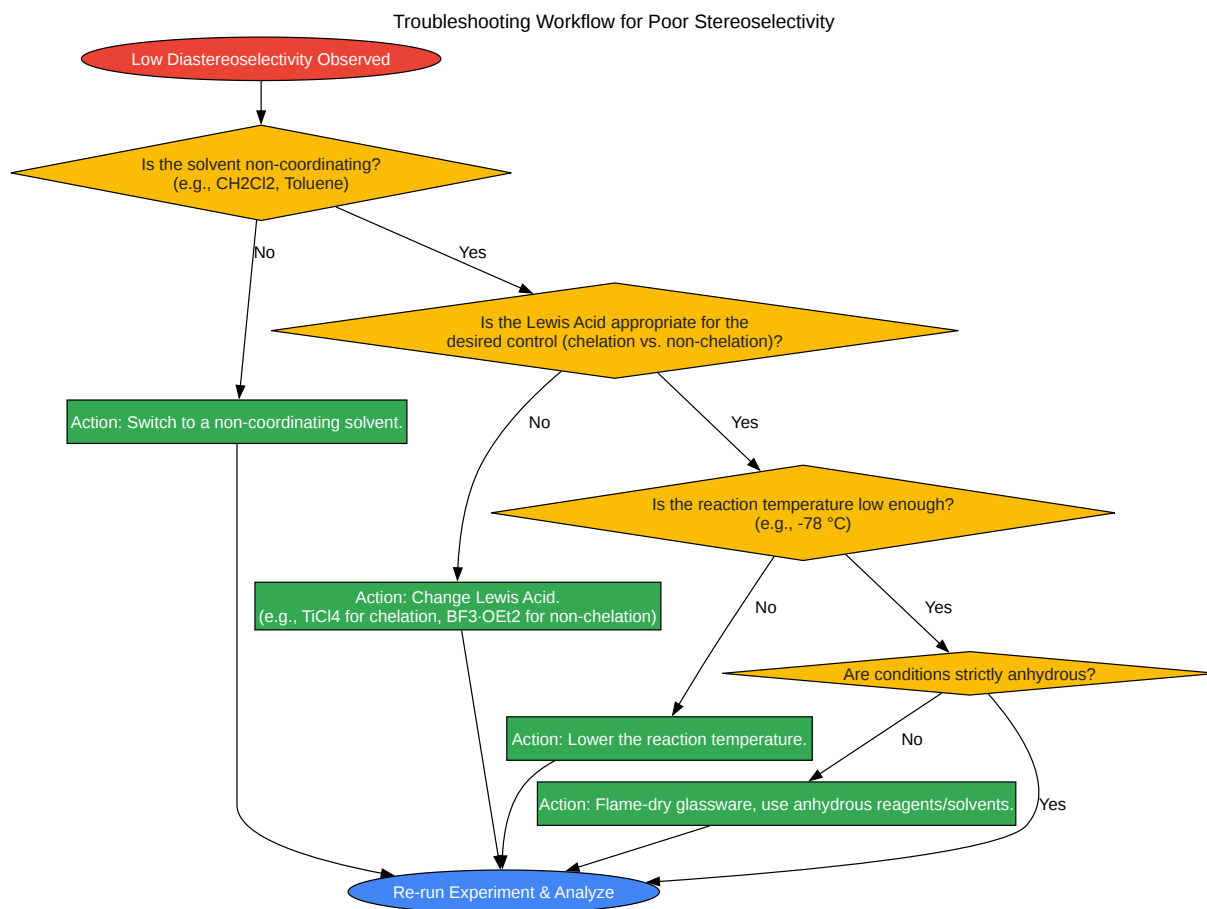 Troubleshooting Workflow for Poor Stereoselectivity
Low Diastereoselectivity Observed
Is the solvent non-coordinating?
(e.g., CH2Cl2, Toluene)
No
Yes
Is the Lewis Acid appropriate for the
desired control (chelation vs. non-chelation)?
Action: Switch to a non-coordinating solvent.
No
Yes
Is the reaction temperature low enough?
(e.g., -78 °C)
Action: Change Lewis Acid.
(e.g., TiCl4 for chelation, BF3·OEt2 for non-chelation)
No
Yes
Are conditions strictly anhydrous?
Action: Lower the reaction temperature.
No
Action: Flame-dry glassware, use anhydrous reagents/solvents.
Yes
Re-run Experiment & Analyze